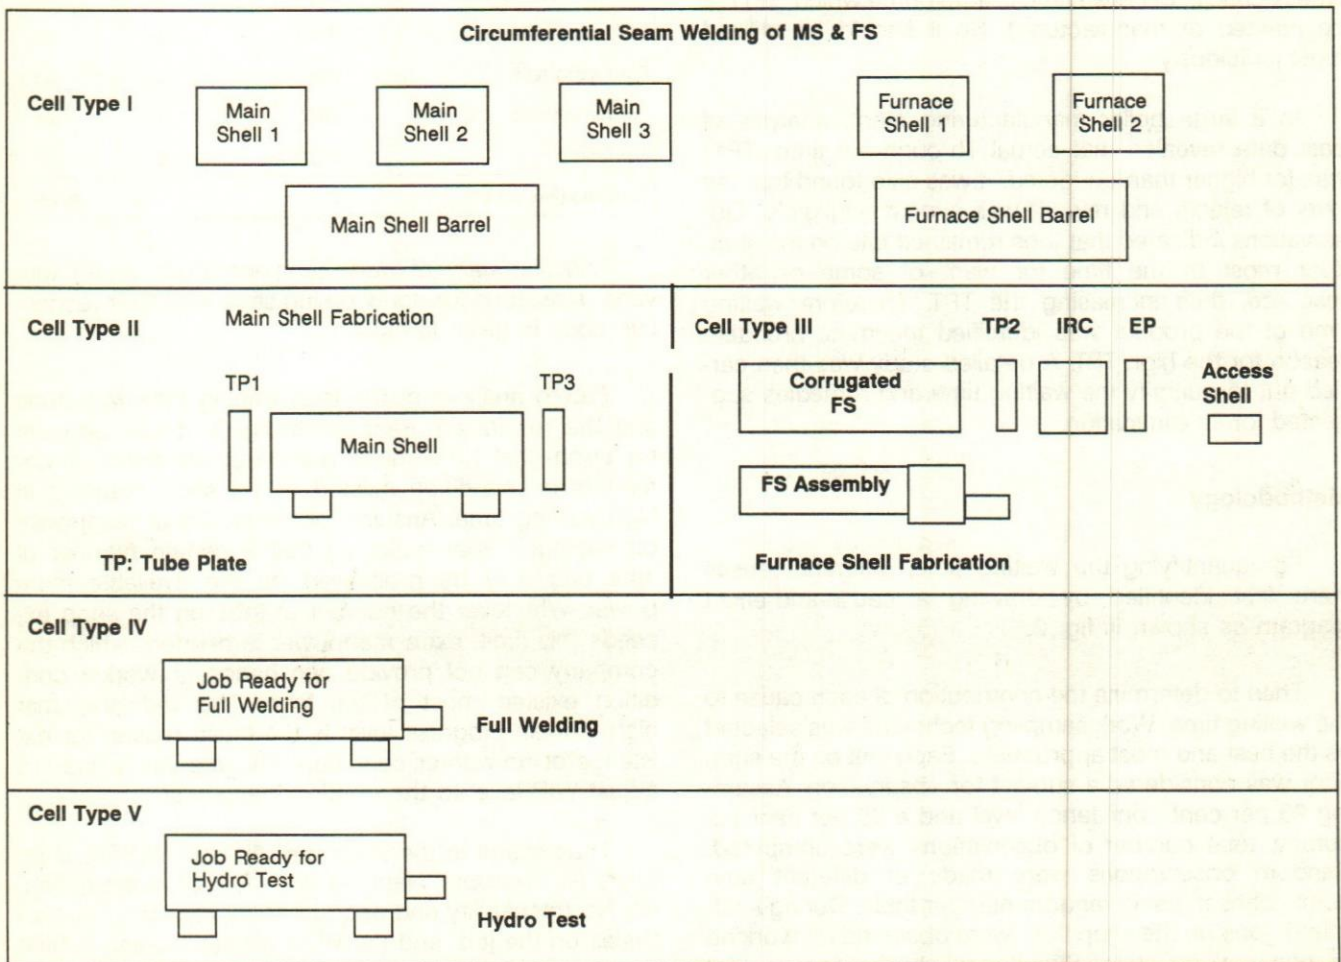 Circumferential Seam Welding of MS & FS
Cell Type I
Main
Shell 1
Main
Shell 2
Main
Shell 3
Furnace
Shell 1
Furnace
Shell 2
Main Shell Barrel
Furnace Shell Barrel
Cell Type II
Main Shell Fabrication
TP1
TP3
Main Shell
TP: Tube Plate
Cell Type III
TP2
IRC
EP
Corrugated
FS
Access
Shell
FS Assembly
Furnace Shell Fabrication
Cell Type IV
Job Ready for
Full Welding
Full Welding
Cell Type V
Job Ready for
Hydro Test
Hydro Test